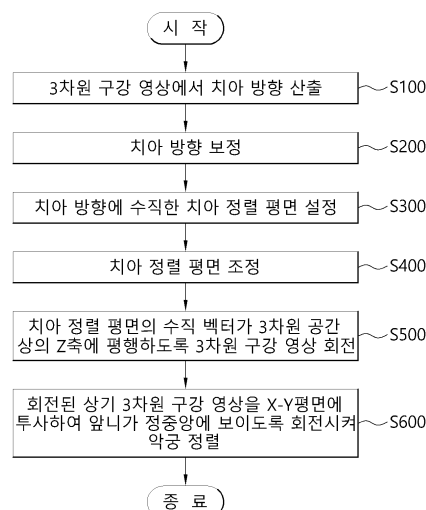 시 작
3차원 구강 영상에서 치아 방향 산출
S100
치아 방향 보정
S200
치아 방향에 수직한 치아 정렬 평면 설정
S300
치아 정렬 평면 조정
S400
치아 정렬 평면의 수직 벡터가 3차원 공간
상의 Z축에 평행하도록 3차원 구강 영상 회전
S500
회전된 상기 3차원 구강 영상을 X-Y평면에
투사하여 앞니가 정중앙에 보이도록 회전시켜
악궁 정렬
S600
종 료